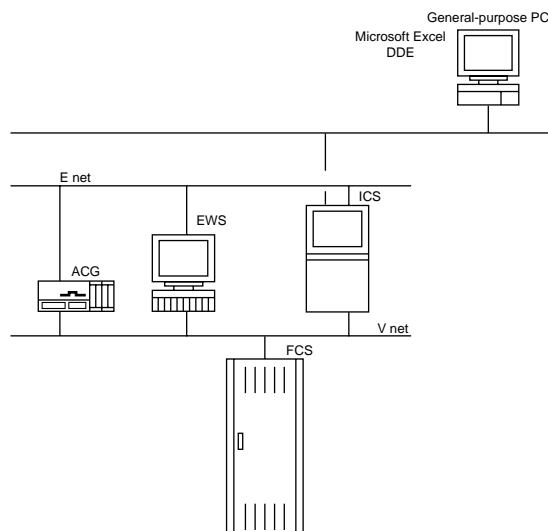 General-purpose PC
Microsoft Excel
DDE
E net
ICS
EWS
ACG
V net
FCS